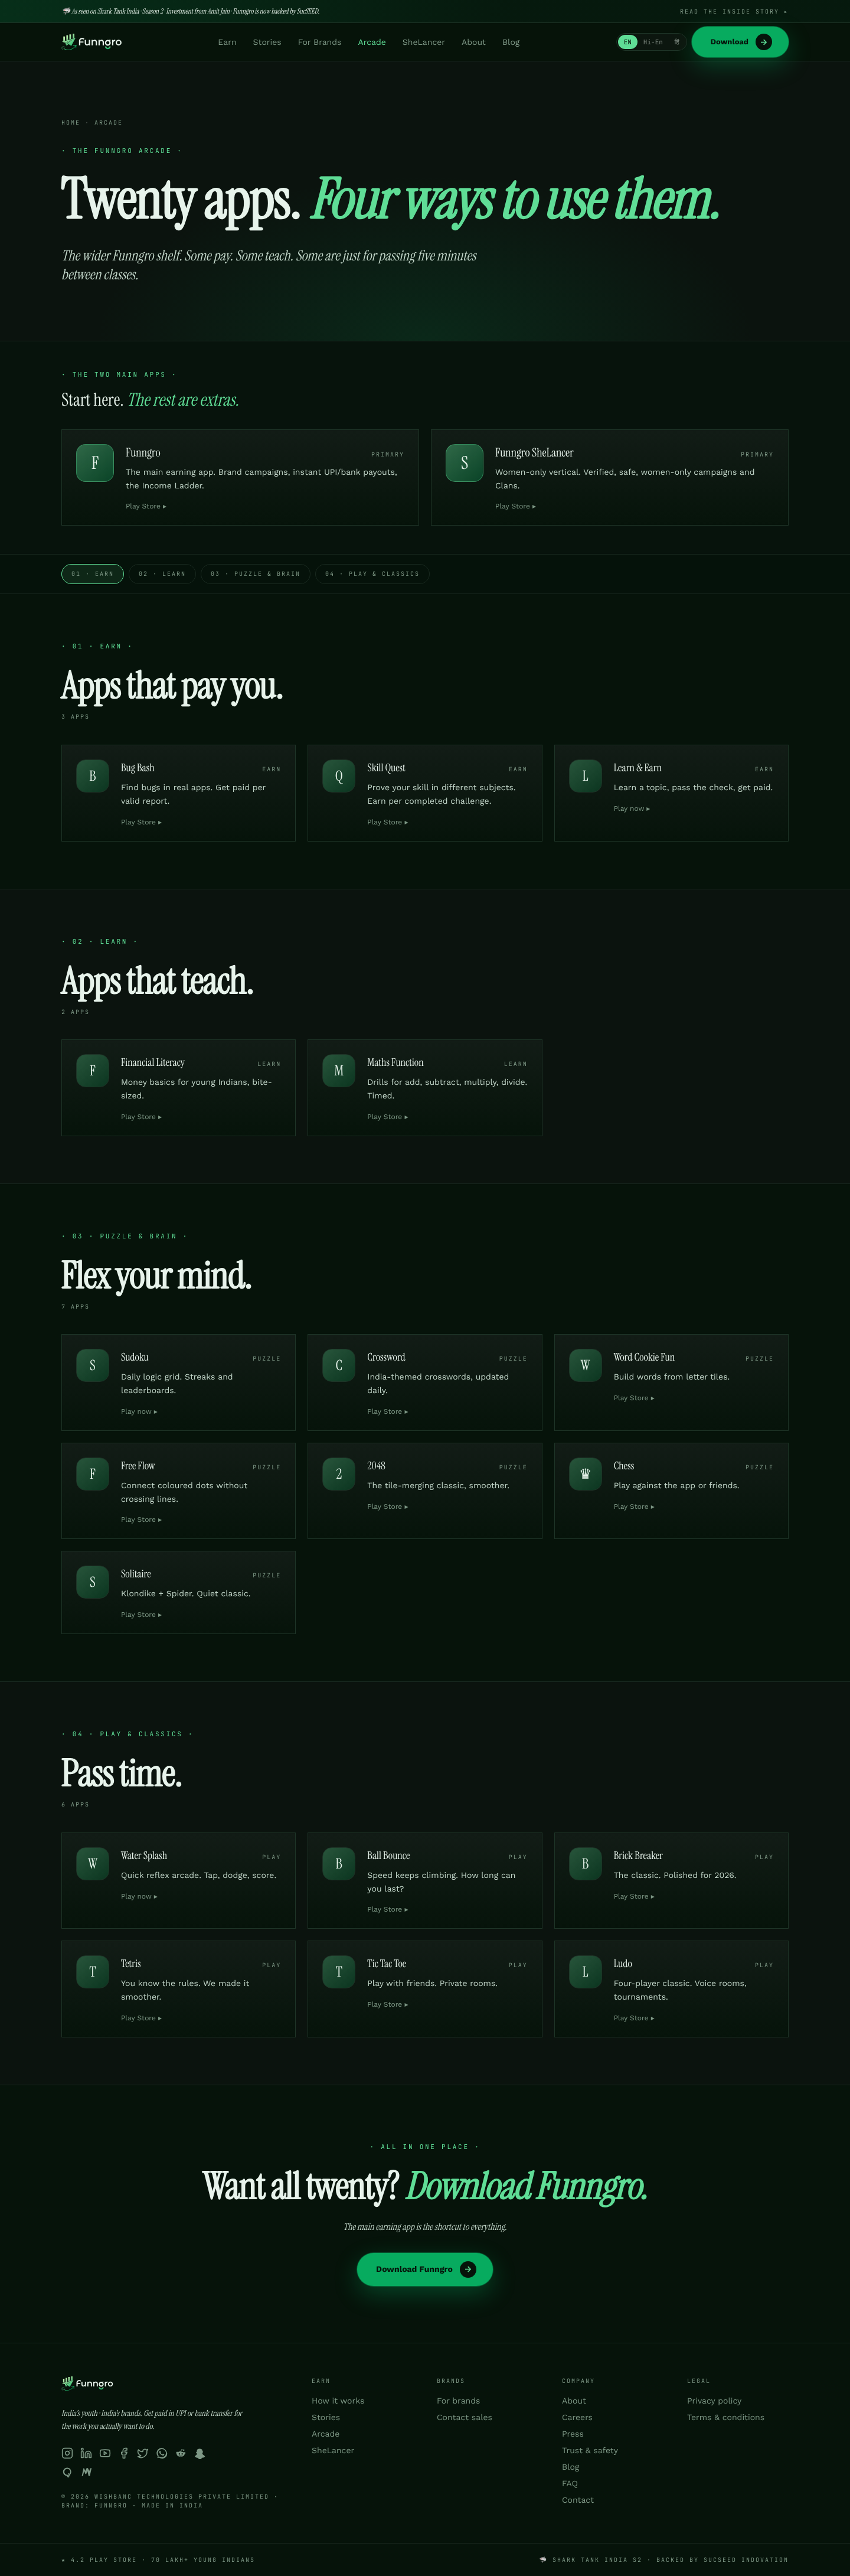 🦈 As seen on Shark Tank India · Season 2 · Investment from Amit Jain · Funngro is now backed by SucSEED.
READ THE INSIDE STORY ▸
Funngro
Earn Stories For Brands Arcade SheLancer About Blog
EN Hi-En हि
Download →
HOME · ARCADE
· THE FUNNGRO ARCADE ·
Twenty apps. Four ways to use them.
The wider Funngro shelf. Some pay. Some teach. Some are just for passing five minutes
between classes.
· THE TWO MAIN APPS ·
Start here. The rest are extras.
F
Funngro
PRIMARY
The main earning app. Brand campaigns, instant UPI/bank payouts,
the Income Ladder.
Play Store ▸
S
Funngro SheLancer
PRIMARY
Women-only vertical. Verified, safe, women-only campaigns and
Clans.
Play Store ▸
01 · EARN
02 · LEARN
03 · PUZZLE & BRAIN
04 · PLAY & CLASSICS
· 01 · EARN ·
Apps that pay you.
3 APPS
B
Bug Bash
EARN
Find bugs in real apps. Get paid per
valid report.
Play Store ▸
Q
Skill Quest
EARN
Prove your skill in different subjects.
Earn per completed challenge.
Play Store ▸
L
Learn & Earn
EARN
Learn a topic, pass the check, get paid.
Play now ▸
· 02 · LEARN ·
Apps that teach.
2 APPS
F
Financial Literacy
LEARN
Money basics for young Indians, bite-
sized.
Play Store ▸
M
Maths Function
LEARN
Drills for add, subtract, multiply, divide.
Timed.
Play Store ▸
· 03 · PUZZLE & BRAIN ·
Flex your mind.
7 APPS
S
Sudoku
PUZZLE
Daily logic grid. Streaks and
leaderboards.
Play now ▸
C
Crossword
PUZZLE
India-themed crosswords, updated
daily.
Play Store ▸
W
Word Cookie Fun
PUZZLE
Build words from letter tiles.
Play Store ▸
F
Free Flow
PUZZLE
Connect coloured dots without
crossing lines.
Play Store ▸
2
2048
PUZZLE
The tile-merging classic, smoother.
Play Store ▸
♛
Chess
PUZZLE
Play against the app or friends.
Play Store ▸
S
Solitaire
PUZZLE
Klondike + Spider. Quiet classic.
Play Store ▸
· 04 · PLAY & CLASSICS ·
Pass time.
6 APPS
W
Water Splash
PLAY
Quick reflex arcade. Tap, dodge, score.
Play now ▸
B
Ball Bounce
PLAY
Speed keeps climbing. How long can
you last?
Play Store ▸
B
Brick Breaker
PLAY
The classic. Polished for 2026.
Play Store ▸
T
Tetris
PLAY
You know the rules. We made it
smoother.
Play Store ▸
T
Tic Tac Toe
PLAY
Play with friends. Private rooms.
Play Store ▸
L
Ludo
PLAY
Four-player classic. Voice rooms,
tournaments.
Play Store ▸
· ALL IN ONE PLACE ·
Want all twenty? Download Funngro.
The main earning app is the shortcut to everything.
Download Funngro →
Funngro
India's youth · India's brands. Get paid in UPI or bank transfer for
the work you actually want to do.
© 2026 WISHBANC TECHNOLOGIES PRIVATE LIMITED ·
BRAND: FUNNGRO · MADE IN INDIA
EARN
How it works
Stories
Arcade
SheLancer
BRANDS
For brands
Contact sales
COMPANY
About
Careers
Press
Trust & safety
Blog
FAQ
Contact
LEGAL
Privacy policy
Terms & conditions
★ 4.2 PLAY STORE · 70 LAKH+ YOUNG INDIANS
🦈 SHARK TANK INDIA S2 · BACKED BY SUCSEED INDOVATION